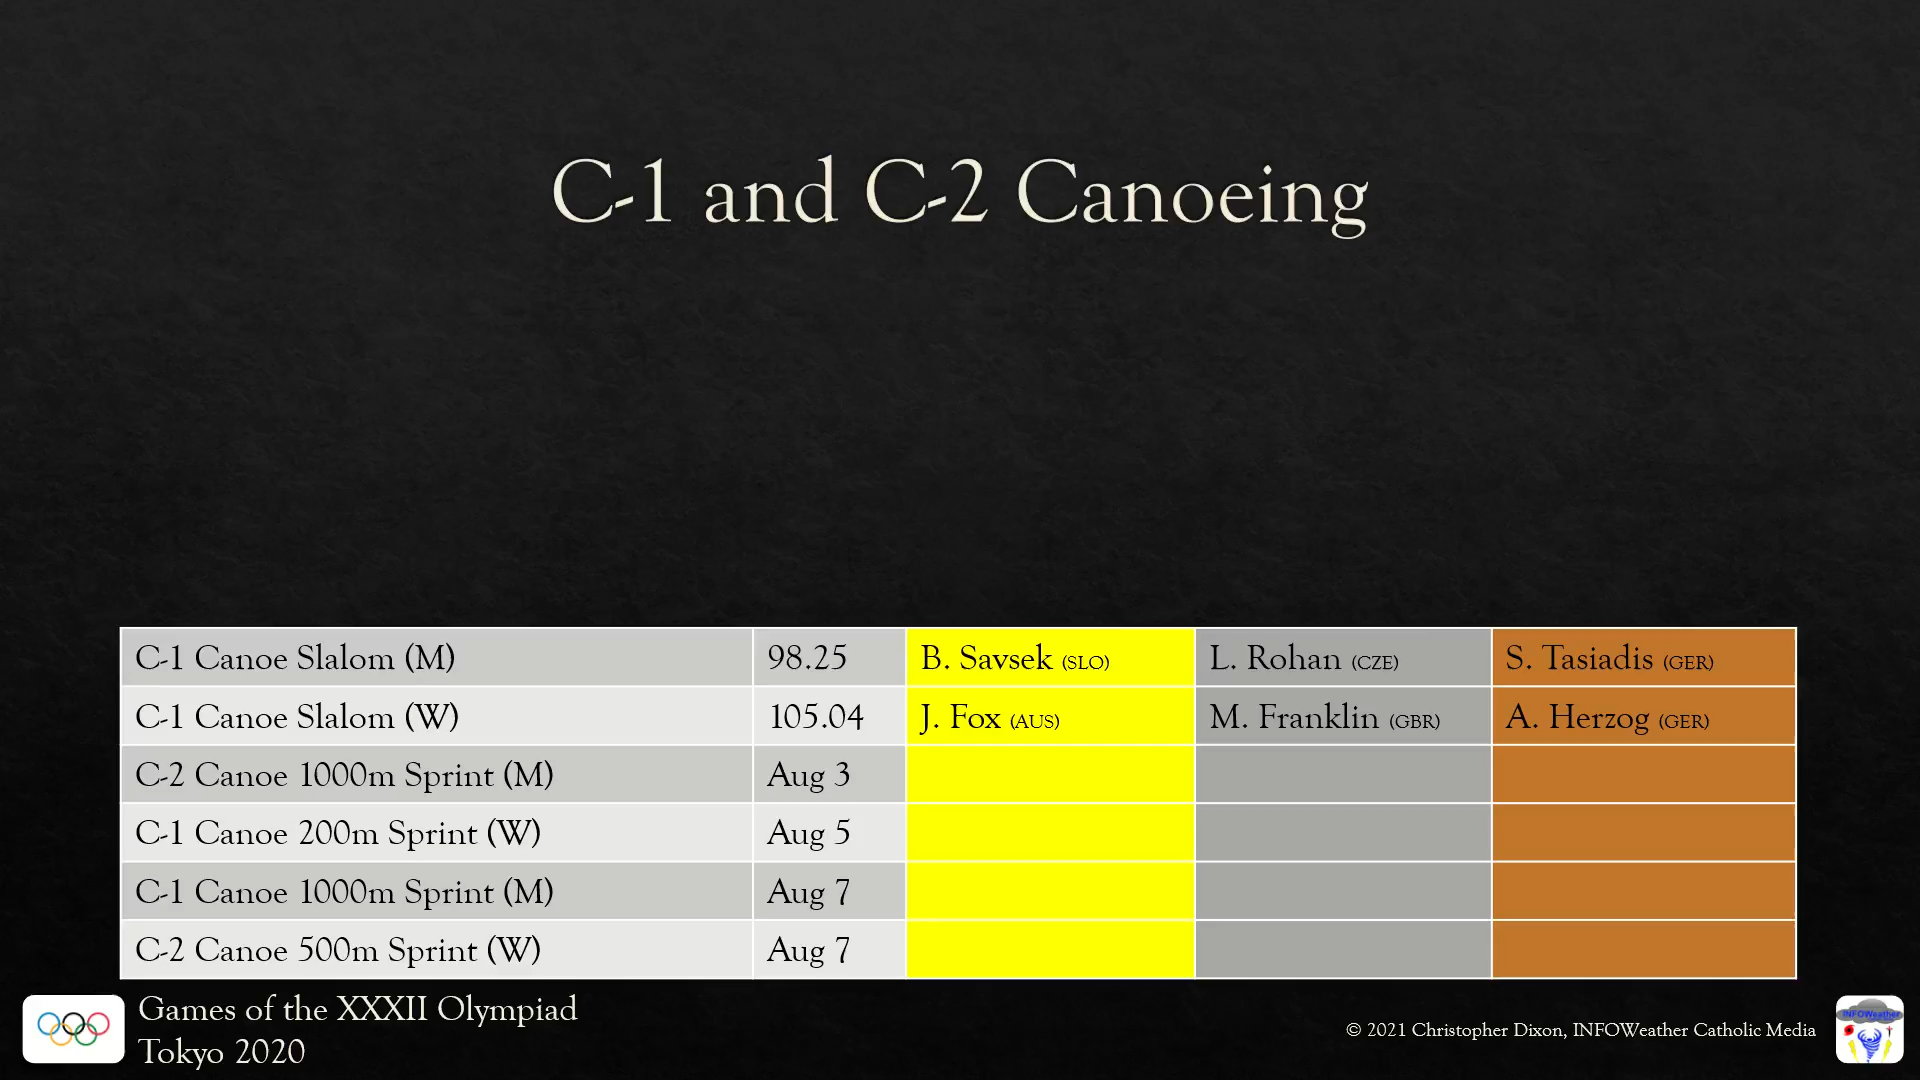 C-1 and C-2 Canoeing
C-1 Canoe Slalom (M) 98.25 B. Savsek (SLO) L. Rohan (CZE) S. Tasiadis (GER)
C-1 Canoe Slalom (W) 105.04 J. Fox (AUS) M. Franklin (GBR) A. Herzog (GER)
C-2 Canoe 1000m Sprint (M) Aug 3
C-1 Canoe 200m Sprint (W) Aug 5
C-1 Canoe 1000m Sprint (M) Aug 7
C-2 Canoe 500m Sprint (W) Aug 7
Games of the XXXII Olympiad
Tokyo 2020
© 2021 Christopher Dixon, INFOWeather Catholic Media
INFOWeather